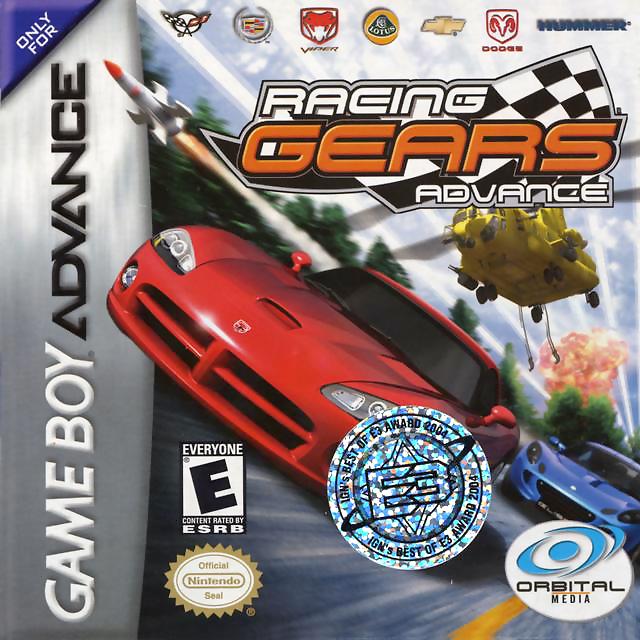 ONLY
FOR
VIPER
LOTUS
DODGE
HUMMER
RACING
GEARS
ADVANCE
GAME BOY ADVANCE
IGN's BEST OF E3 AWARD 2004
IGN's BEST OF E3 AWARD 2004
EVERYONE
E
CONTENT RATED BY
ESRB
Official
Nintendo
Seal
ORBITAL
MEDIA